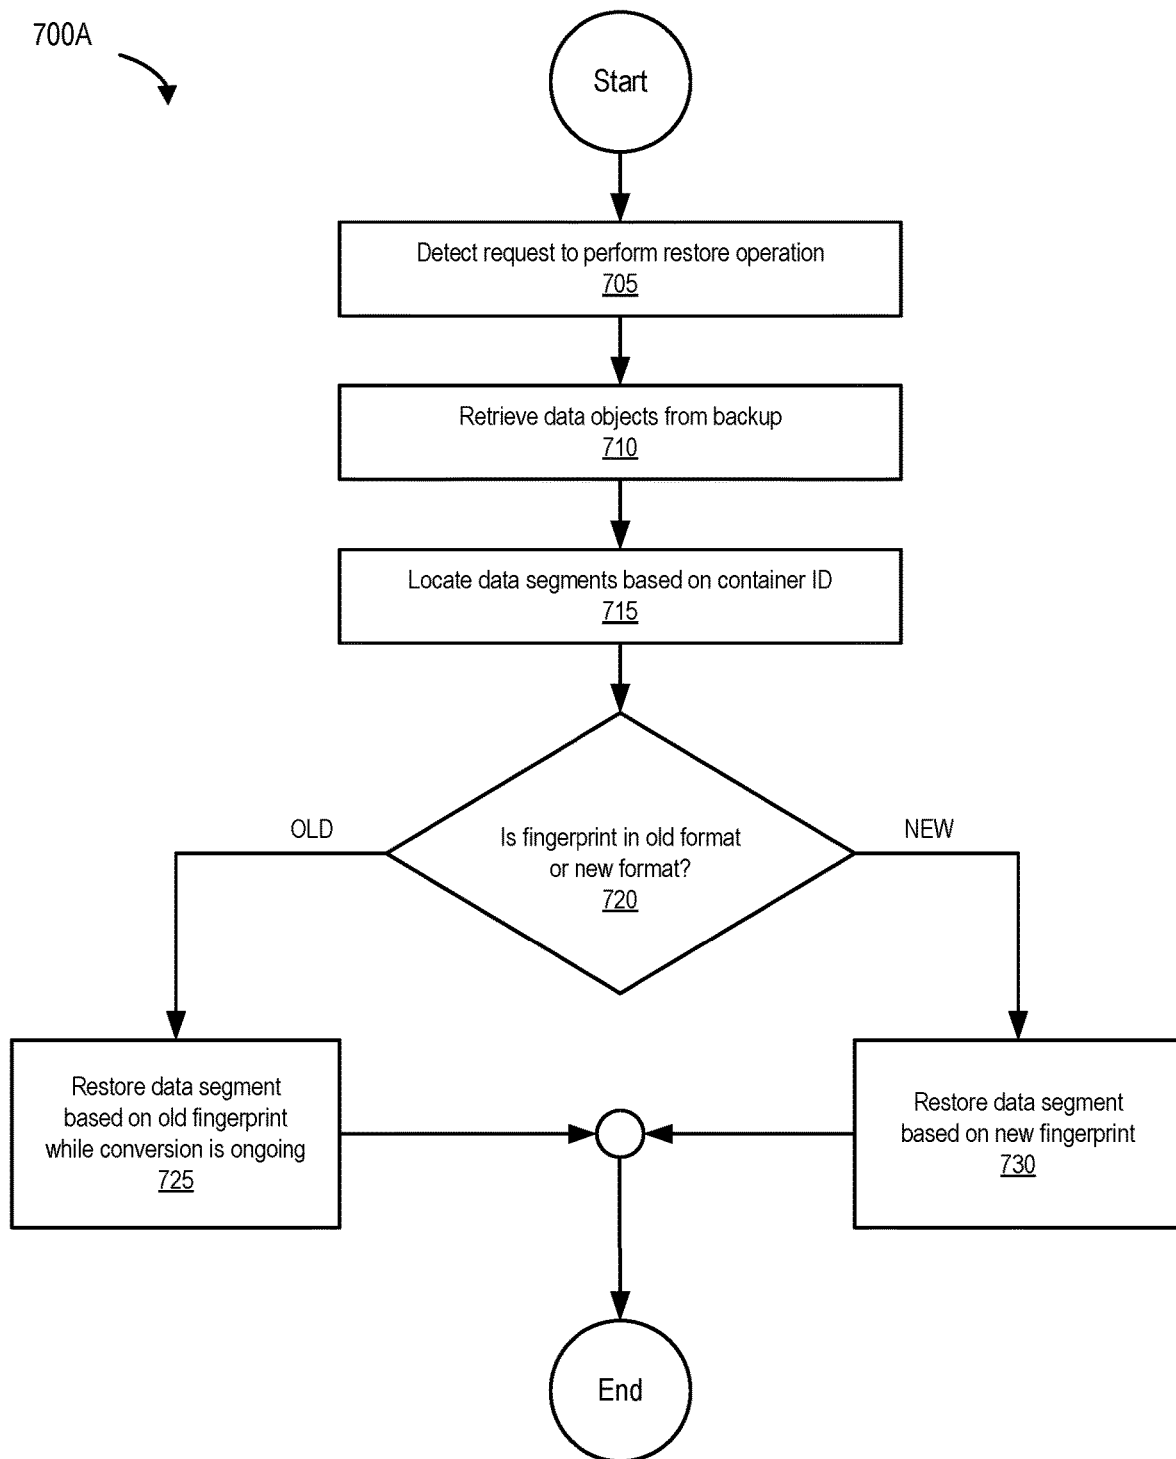 700A
Start
Detect request to perform restore operation
705
Retrieve data objects from backup
710
Locate data segments based on container ID
715
OLD
NEW
Is fingerprint in old format
or new format?
720
Restore data segment
based on old fingerprint
while conversion is ongoing
725
Restore data segment
based on new fingerprint
730
End